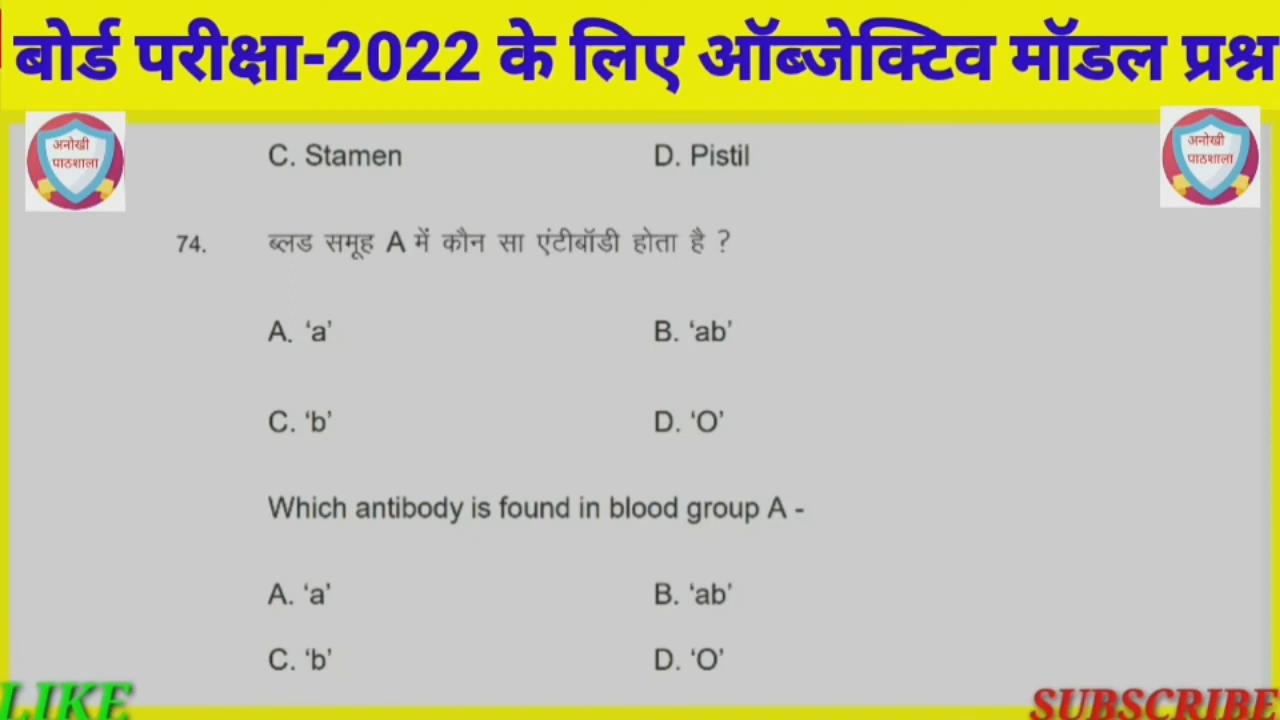 बोर्ड परीक्षा-2022 के लिए ऑब्जेक्टिव मॉडल प्रश्न
अनोखी
पाठशाला
अनोखी
पाठशाला
C. Stamen D. Pistil
74. ब्लड समूह A में कौन सा एंटीबॉडी होता है ?
A. ‘a’ B. ‘ab’
C. ‘b’ D. ‘O’
Which antibody is found in blood group A -
A. ‘a’ B. ‘ab’
C. ‘b’ D. ‘O’
LIKE SUBSCRIBE